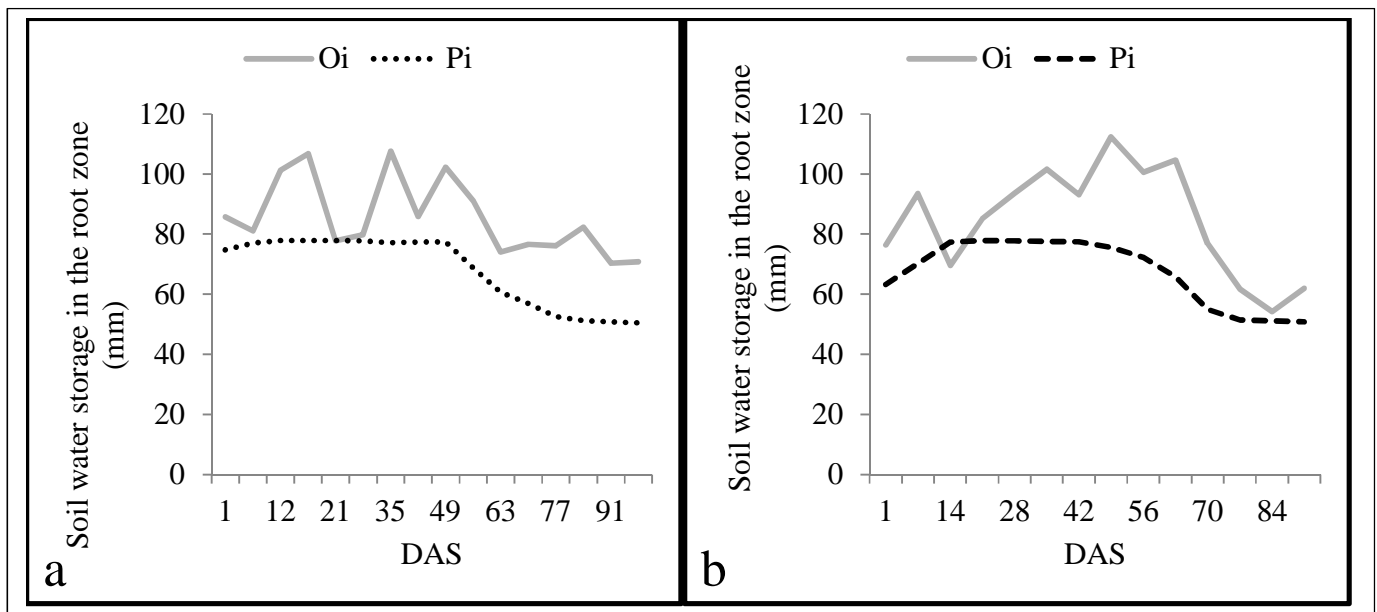 Oi Pi
Soil water storage in the root zone
(mm)
120
100
80
60
40
20
0
1 12 21 35 49 63 77 91
DAS
a
Oi Pi
Soil water storage in the root zone
(mm)
120
100
80
60
40
20
0
1 14 28 42 56 70 84
DAS
b